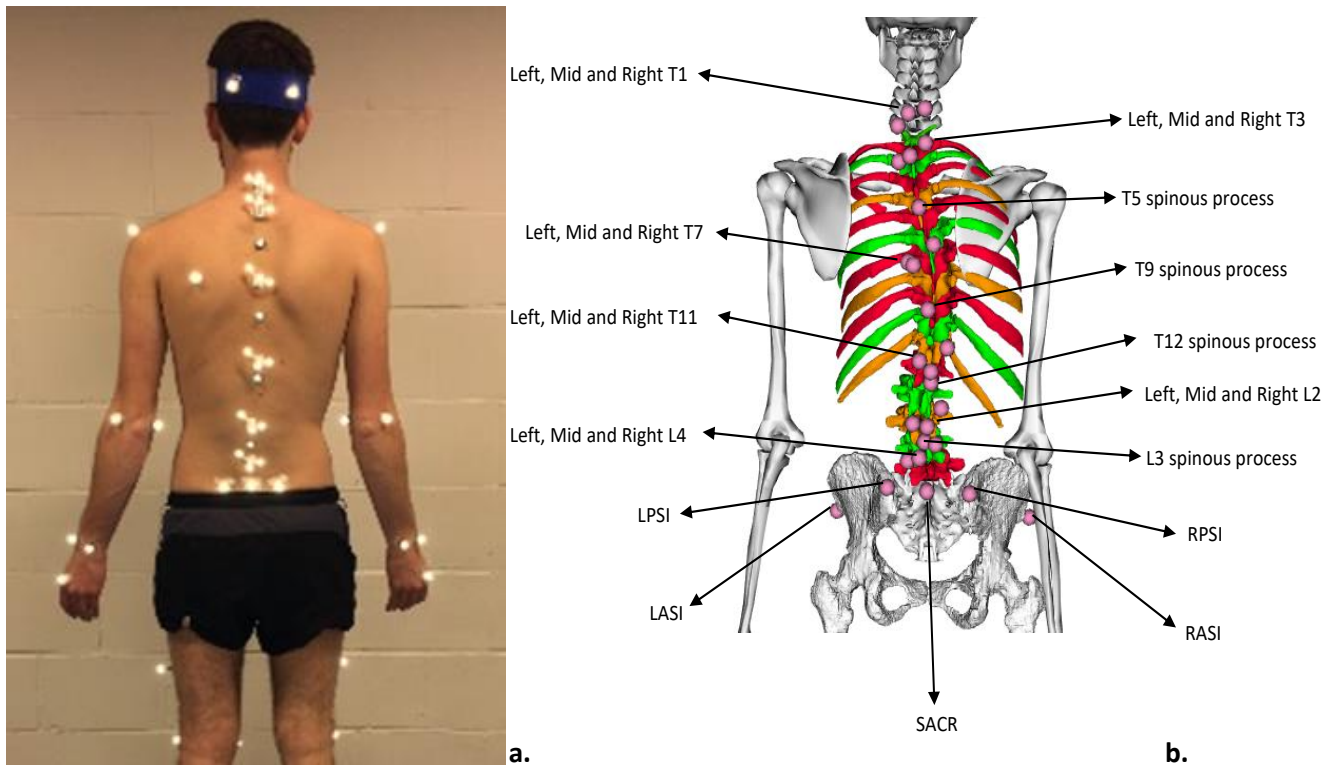 Left, Mid and Right T1
Left, Mid and Right T3
T5 spinous process
Left, Mid and Right T7
T9 spinous process
Left, Mid and Right T11
T12 spinous process
Left, Mid and Right L2
Left, Mid and Right L4
L3 spinous process
LPSI
RPSI
LASI
RASI
SACR
a.
b.